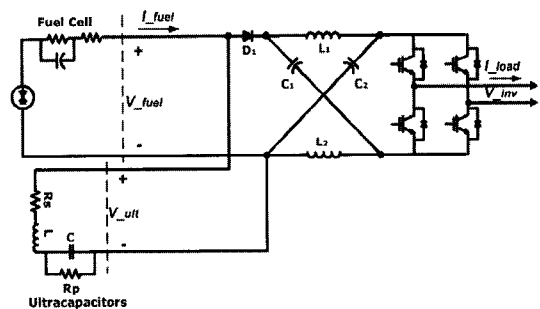 Fuel Cell
I_fuel
+
D1
L1
I_load
V_fuel
C1
C2
V_inv
-
L2
+
Rs
V_ult
L
C
-
Rp
Ultracapacitors